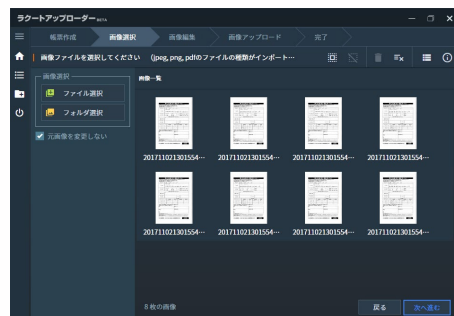 ラクートアップローダー BETA
帳票作成 画像選択 画像編集 画像アップロード 完了
画像ファイルを選択してください (jpeg, png, pdfのファイルの種類がインポート…
画像選択
ファイル選択
フォルダ選択
元画像を変更しない
画像一覧
201711021301554… 201711021301554… 201711021301554… 201711021301554…
201711021301554… 201711021301554… 201711021301554… 201711021301554…
8 枚の画像
戻る 次へ進む